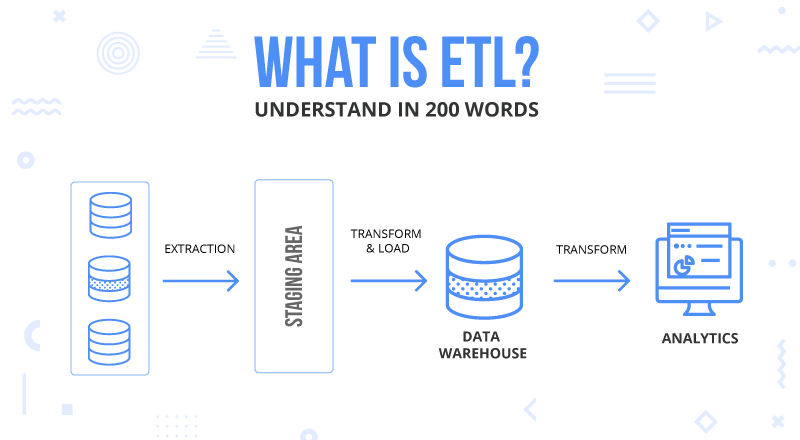 WHAT IS ETL?
UNDERSTAND IN 200 WORDS
EXTRACTION
STAGING AREA
TRANSFORM
& LOAD
DATA
WAREHOUSE
TRANSFORM
ANALYTICS